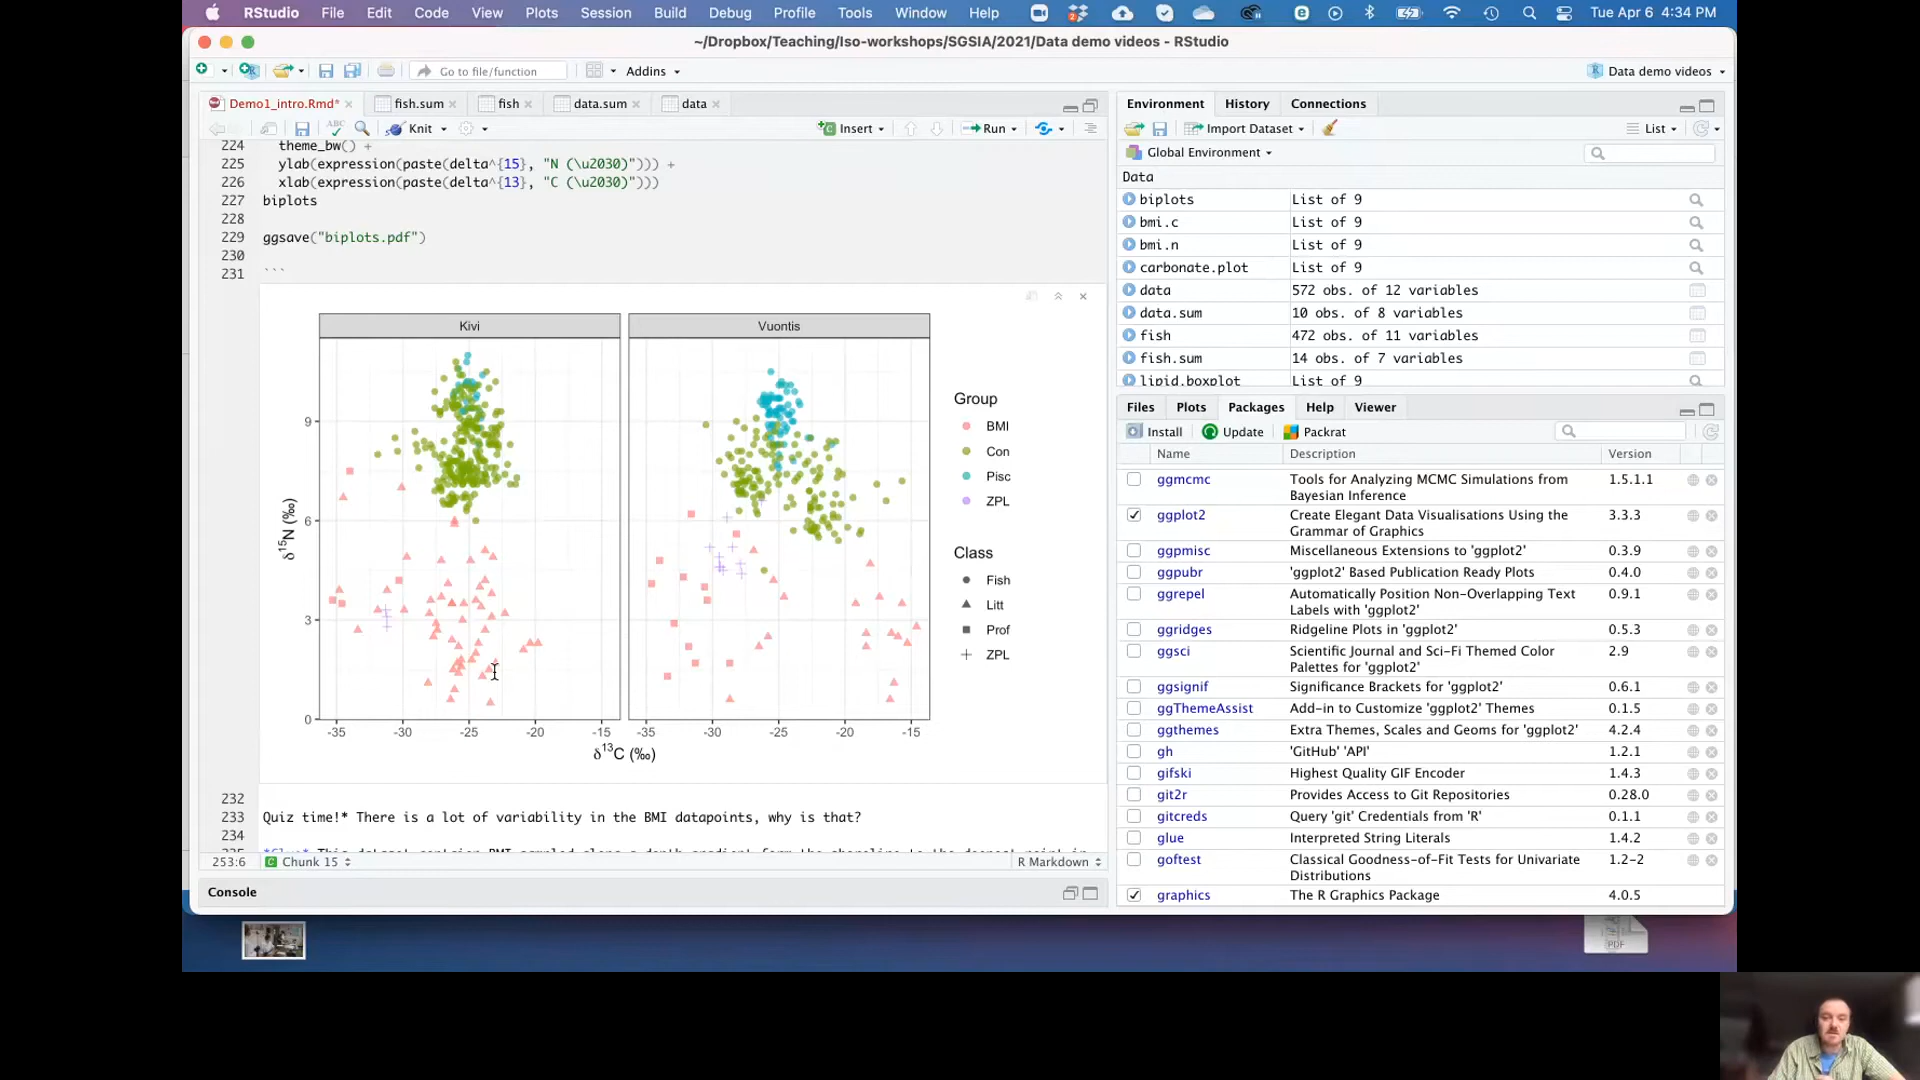 RStudio File Edit Code View Plots Session Build Debug Profile Tools Window Help Tue Apr 6 4:34 PM
~/Dropbox/Teaching/Iso-workshops/SGSIA/2021/Data demo videos - RStudio
Go to file/function Addins Data demo videos
Demo1_intro.Rmd* fish.sum fish data.sum data
ABC Knit Insert Run
224 theme_bw() +
225 ylab(expression(paste(delta^{15}, "N (\u2030)"))) +
226 xlab(expression(paste(delta^{13}, "C (\u2030)")))
227 biplots
228
229 ggsave("biplots.pdf")
230
231 ```
Kivi Vuontis
9
6
3
0
-35 -30 -25 -20 -15 -35 -30 -25 -20 -15
δ15N (‰)
δ13C (‰)
Group
BMI
Con
Pisc
ZPL
Class
Fish
Litt
Prof
ZPL
232
233 Quiz time!* There is a lot of variability in the BMI datapoints, why is that?
234
253:6 Chunk 15 R Markdown
Console
Environment History Connections
Import Dataset List
Global Environment
Data
biplots List of 9
bmi.c List of 9
bmi.n List of 9
carbonate.plot List of 9
data 572 obs. of 12 variables
data.sum 10 obs. of 8 variables
fish 472 obs. of 11 variables
fish.sum 14 obs. of 7 variables
lipid.boxplot List of 9
Files Plots Packages Help Viewer
Install Update Packrat
Name Description Version
ggmcmc Tools for Analyzing MCMC Simulations from 1.5.1.1
Bayesian Inference
ggplot2 Create Elegant Data Visualisations Using the 3.3.3
Grammar of Graphics
ggpmisc Miscellaneous Extensions to 'ggplot2' 0.3.9
ggpubr 'ggplot2' Based Publication Ready Plots 0.4.0
ggrepel Automatically Position Non-Overlapping Text 0.9.1
Labels with 'ggplot2'
ggridges Ridgeline Plots in 'ggplot2' 0.5.3
ggsci Scientific Journal and Sci-Fi Themed Color 2.9
Palettes for 'ggplot2'
ggsignif Significance Brackets for 'ggplot2' 0.6.1
ggThemeAssist Add-in to Customize 'ggplot2' Themes 0.1.5
ggthemes Extra Themes, Scales and Geoms for 'ggplot2' 4.2.4
gh 'GitHub' 'API' 1.2.1
gifski Highest Quality GIF Encoder 1.4.3
git2r Provides Access to Git Repositories 0.28.0
gitcreds Query 'git' Credentials from 'R' 0.1.1
glue Interpreted String Literals 1.4.2
goftest Classical Goodness-of-Fit Tests for Univariate 1.2-2
Distributions
graphics The R Graphics Package 4.0.5
PDF